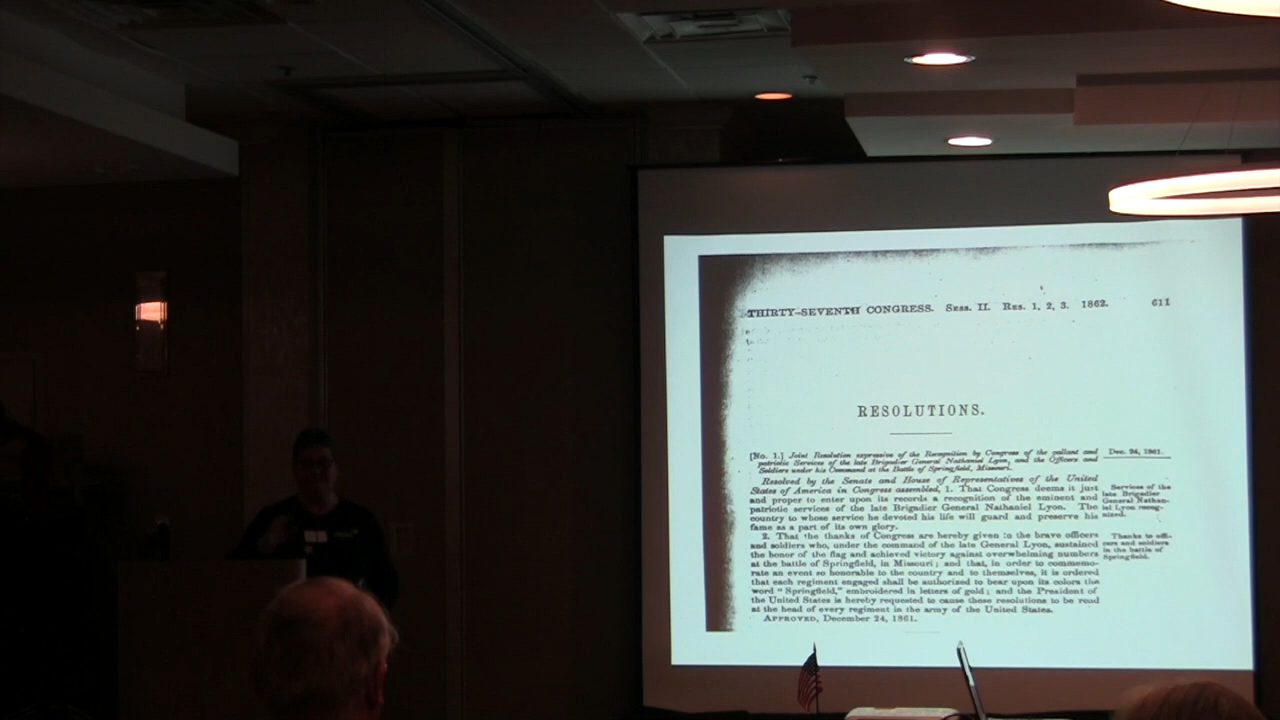 THIRTY-SEVENTH CONGRESS. Sess. II. Res. 1, 2, 3. 1862. 611
RESOLUTIONS.
[No. 1.] Joint Resolution expressive of the Recognition by Congress of the gallant and
patriotic Services of the late Brigadier General Nathaniel Lyon, and the Officers and
Soldiers under his Command at the Battle of Springfield, Missouri.
Dec. 24, 1861.
Resolved by the Senate and House of Representatives of the United
States of America in Congress assembled, 1. That Congress deems it just
and proper to enter upon its records a recognition of the eminent and
patriotic services of the late Brigadier General Nathaniel Lyon. The
country to whose service he devoted his life will guard and preserve his
fame as a part of its own glory.
Services of the
late Brigadier
General Nathan-
iel Lyon recog-
nized.
2. That the thanks of Congress are hereby given to the brave officers
and soldiers who, under the command of the late General Lyon, sustained
the honor of the flag and achieved victory against overwhelming numbers
at the battle of Springfield, in Missouri; and that, in order to commemo-
rate an event so honorable to the country and to themselves, it is ordered
that each regiment engaged shall be authorized to bear upon its colors the
word "Springfield," embroidered in letters of gold; and the President of
the United States is hereby requested to cause these resolutions to be read
at the head of every regiment in the army of the United States.
Thanks to offi-
cers and soldiers
in the battle of
Springfield.
APPROVED, December 24, 1861.